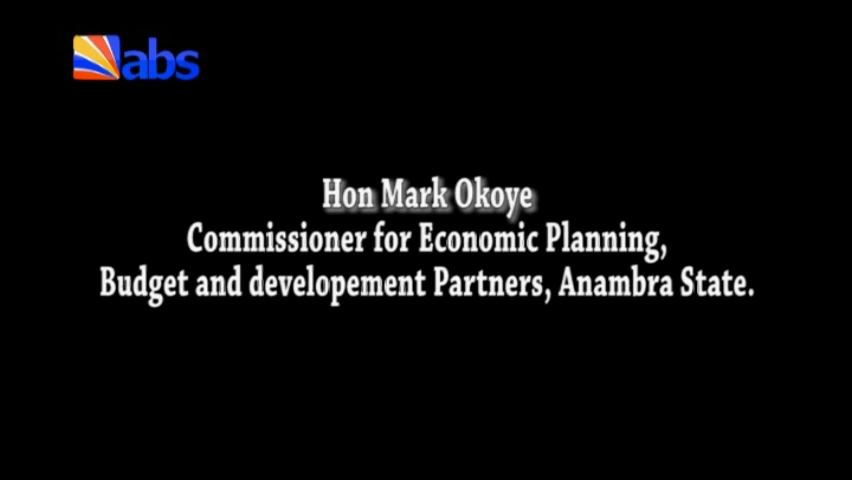 abs
Hon Mark Okoye
Commissioner for Economic Planning,
Budget and developement Partners, Anambra State.